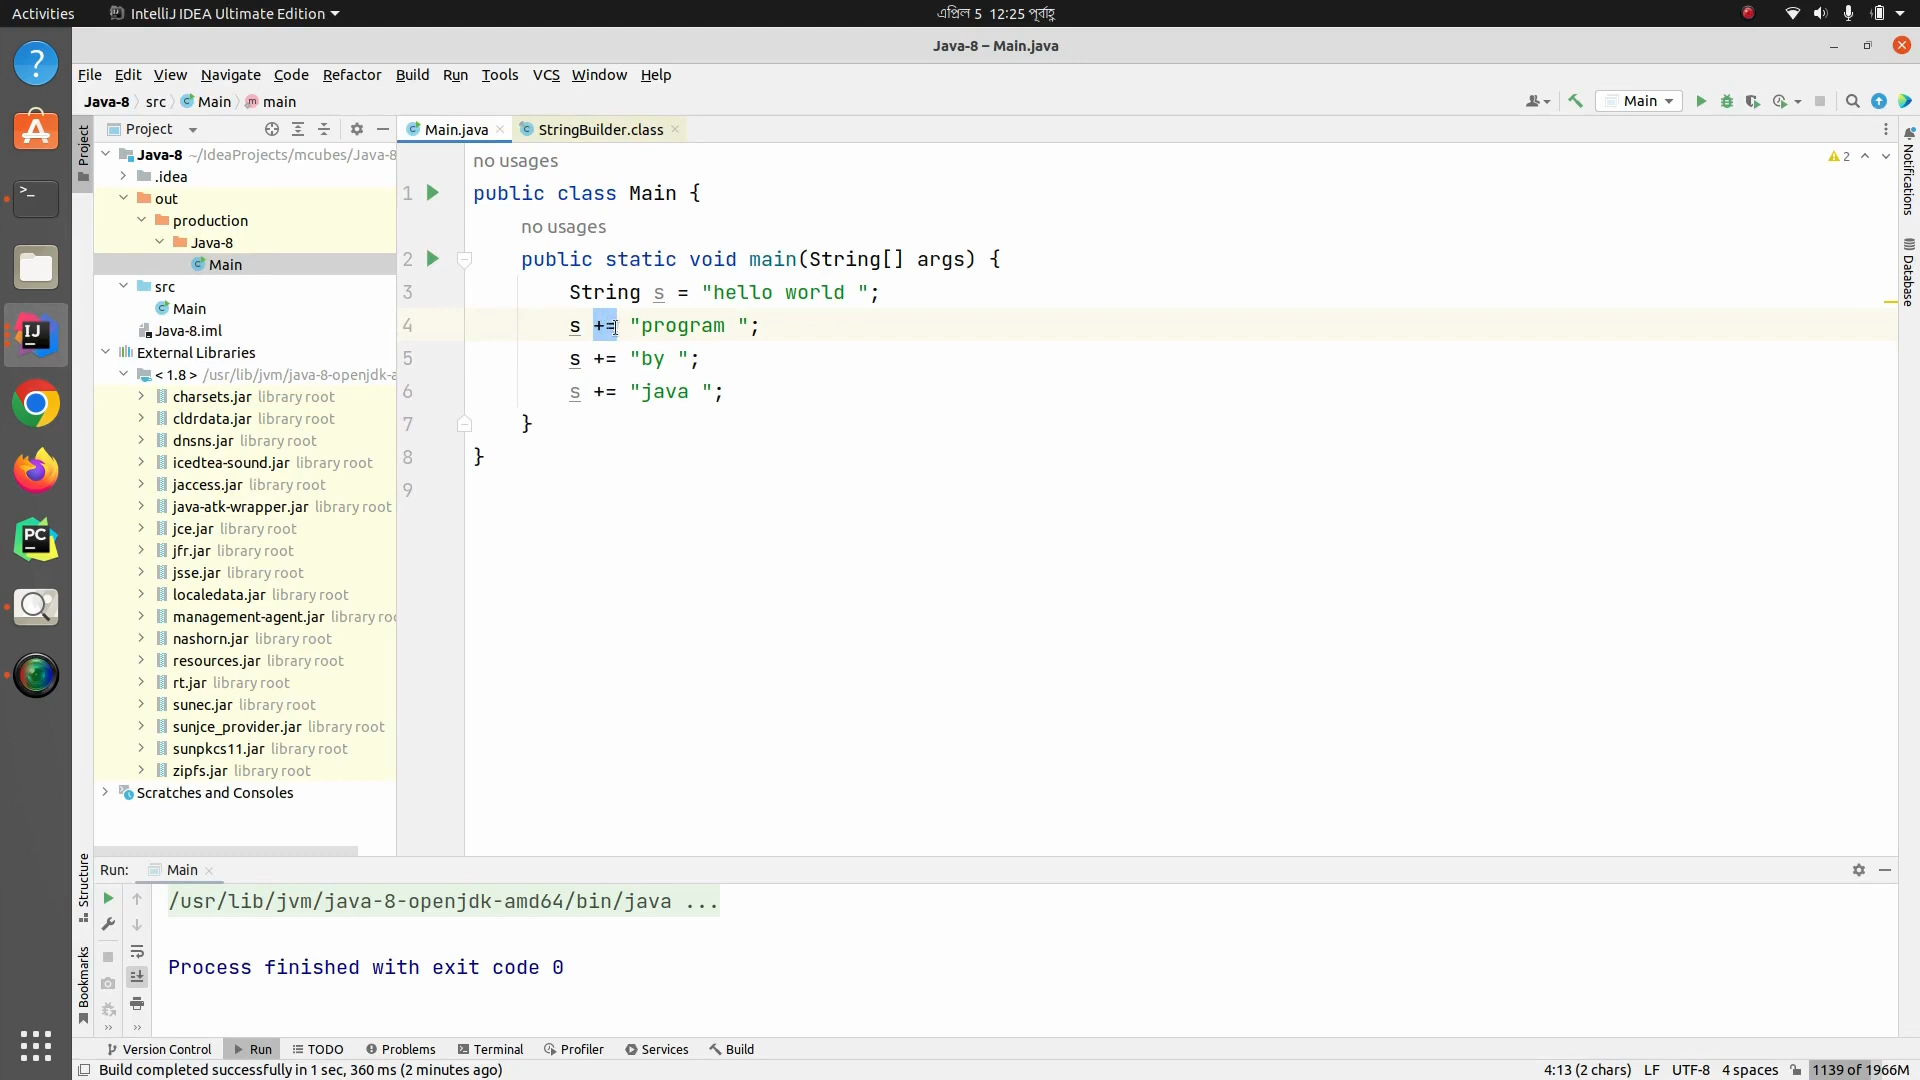 Activities
IntelliJ IDEA Ultimate Edition
এপ্রিল 5 12:25 পূর্বাহ্ণ
Java-8 – Main.java
File Edit View Navigate Code Refactor Build Run Tools VCS Window Help
Java-8 src Main main
Main
Project
Main.java
StringBuilder.class
Project
Notifications
Database
Structure
Bookmarks
Java-8 ~/IdeaProjects/mcubes/Java-8
.idea
out
production
Java-8
Main
src
Main
Java-8.iml
External Libraries
< 1.8 > /usr/lib/jvm/java-8-openjdk-a
charsets.jar library root
cldrdata.jar library root
dnsns.jar library root
icedtea-sound.jar library root
jaccess.jar library root
java-atk-wrapper.jar library root
jce.jar library root
jfr.jar library root
jsse.jar library root
localedata.jar library root
management-agent.jar library roo
nashorn.jar library root
resources.jar library root
rt.jar library root
sunec.jar library root
sunjce_provider.jar library root
sunpkcs11.jar library root
zipfs.jar library root
Scratches and Consoles
2
no usages
1 public class Main {
no usages
2 public static void main(String[] args) {
3 String s = "hello world ";
4 s += "program ";
5 s += "by ";
6 s += "java ";
7 }
8 }
9
Run: Main
/usr/lib/jvm/java-8-openjdk-amd64/bin/java ...
Process finished with exit code 0
Version Control Run TODO Problems Terminal Profiler Services Build
Build completed successfully in 1 sec, 360 ms (2 minutes ago)
4:13 (2 chars) LF UTF-8 4 spaces 1139 of 1966M